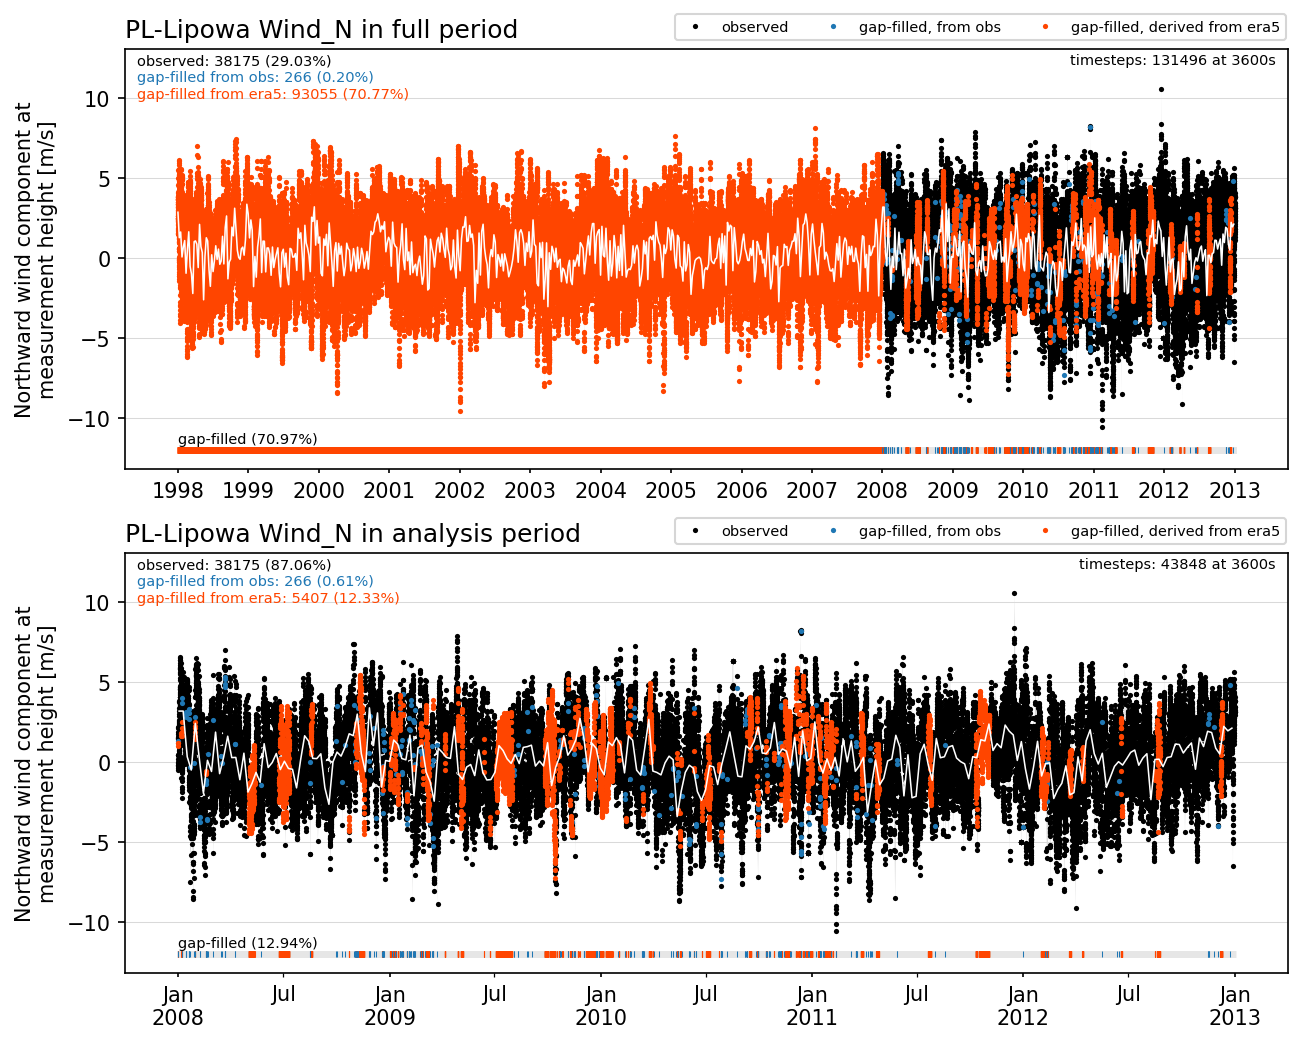 PL-Lipowa Wind_N in full period
observed
gap-filled, from obs
gap-filled, derived from era5
observed: 38175 (29.03%)
gap-filled from obs: 266 (0.20%)
gap-filled from era5: 93055 (70.77%)
timesteps: 131496 at 3600s
Northward wind component at
measurement height [m/s]
10
5
0
−5
−10
gap-filled (70.97%)
1998 1999 2000 2001 2002 2003 2004 2005 2006 2007 2008 2009 2010 2011 2012 2013
PL-Lipowa Wind_N in analysis period
observed
gap-filled, from obs
gap-filled, derived from era5
observed: 38175 (87.06%)
gap-filled from obs: 266 (0.61%)
gap-filled from era5: 5407 (12.33%)
timesteps: 43848 at 3600s
Northward wind component at
measurement height [m/s]
10
5
0
−5
−10
gap-filled (12.94%)
Jan Jul Jan Jul Jan Jul Jan Jul Jan Jul Jan
2008 2009 2010 2011 2012 2013